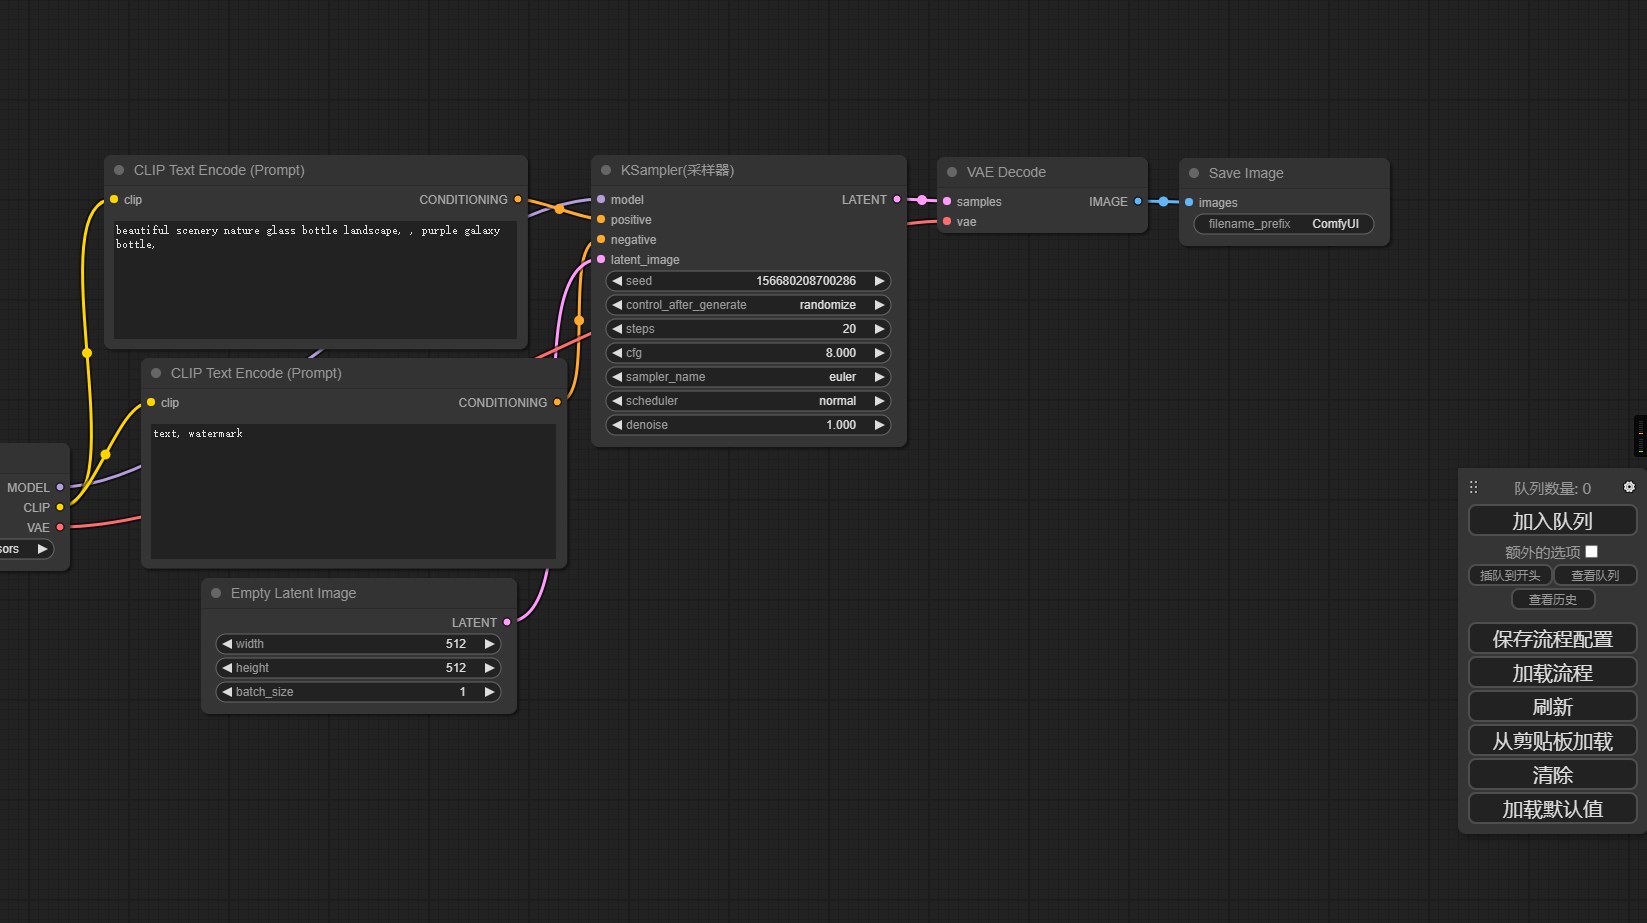 CLIP Text Encode (Prompt)
clip
CONDITIONING
beautiful scenery nature glass bottle landscape, , purple galaxy
bottle,
CLIP Text Encode (Prompt)
clip
CONDITIONING
text, watermark
MODEL
CLIP
VAE
sors
Empty Latent Image
LATENT
width 512
height 512
batch_size 1
KSampler(采样器)
model
LATENT
positive
negative
latent_image
seed 156680208700286
control_after_generate randomize
steps 20
cfg 8.000
sampler_name euler
scheduler normal
denoise 1.000
VAE Decode
samples
IMAGE
vae
Save Image
images
filename_prefix ComfyUI
队列数量: 0
加入队列
额外的选项
插队到开头 查看队列
查看历史
保存流程配置
加载流程
刷新
从剪贴板加载
清除
加载默认值